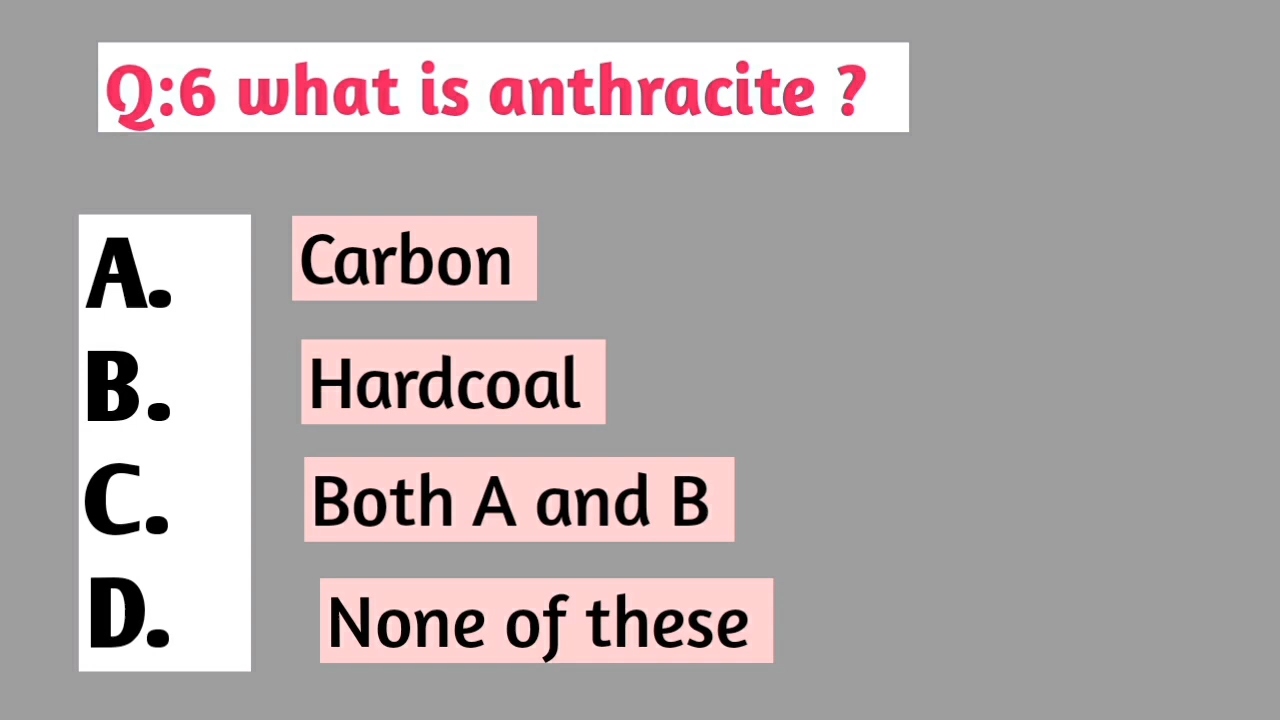 Q:6 what is anthracite ?
A. Carbon
B. Hardcoal
C. Both A and B
D. None of these